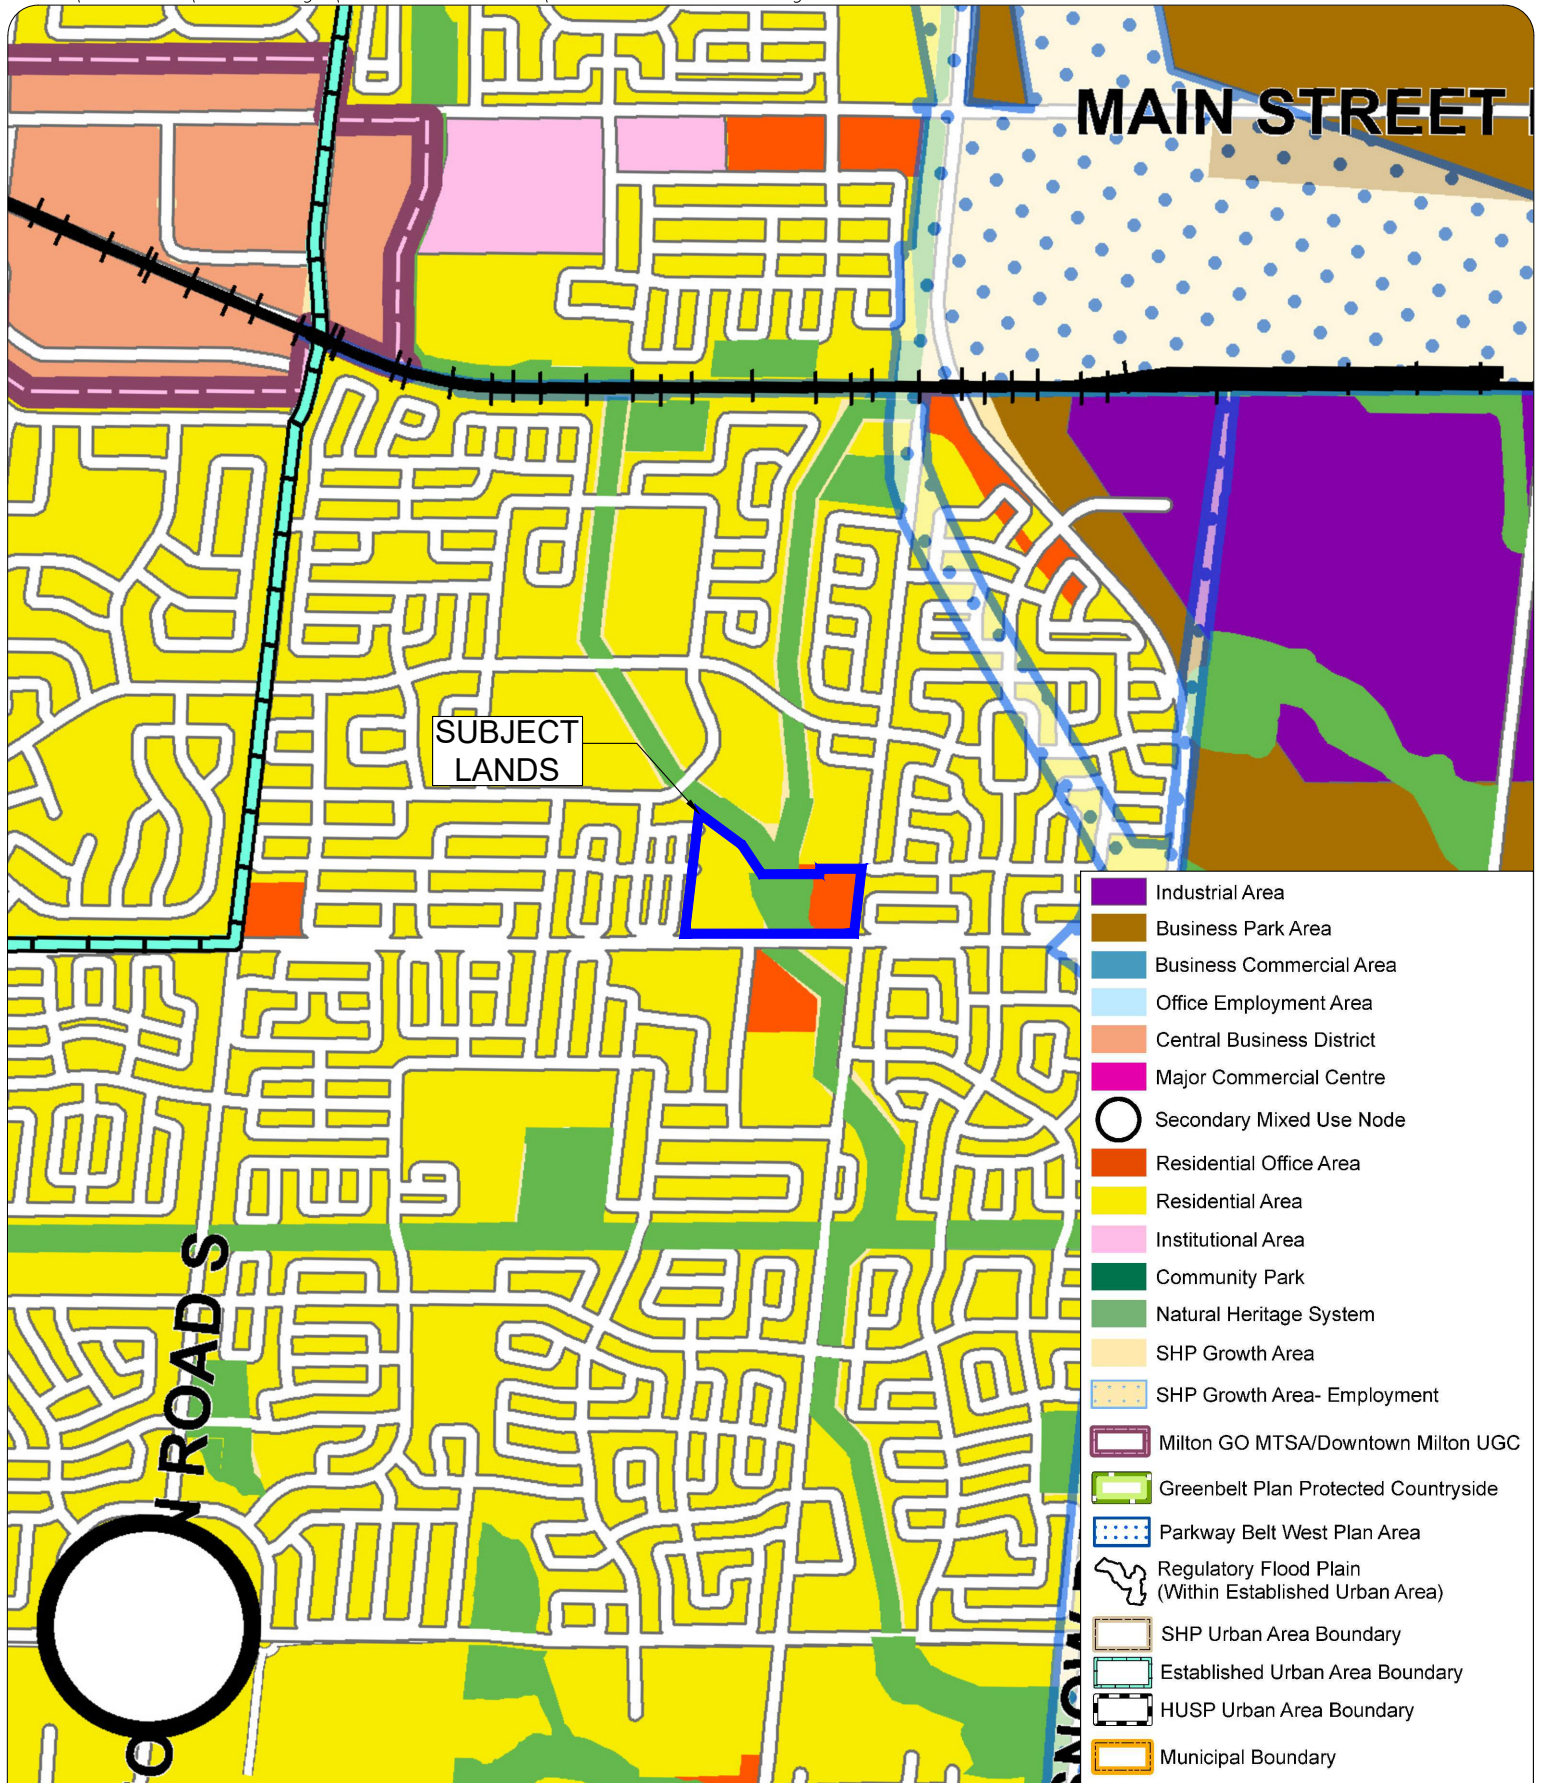 MAIN STREET
SUBJECT
LANDS
N ROAD S
Industrial Area
Business Park Area
Business Commercial Area
Office Employment Area
Central Business District
Major Commercial Centre
Secondary Mixed Use Node
Residential Office Area
Residential Area
Institutional Area
Community Park
Natural Heritage System
SHP Growth Area
SHP Growth Area- Employment
Milton GO MTSA/Downtown Milton UGC
Greenbelt Plan Protected Countryside
Parkway Belt West Plan Area
Regulatory Flood Plain
(Within Established Urban Area)
SHP Urban Area Boundary
Established Urban Area Boundary
HUSP Urban Area Boundary
Municipal Boundary